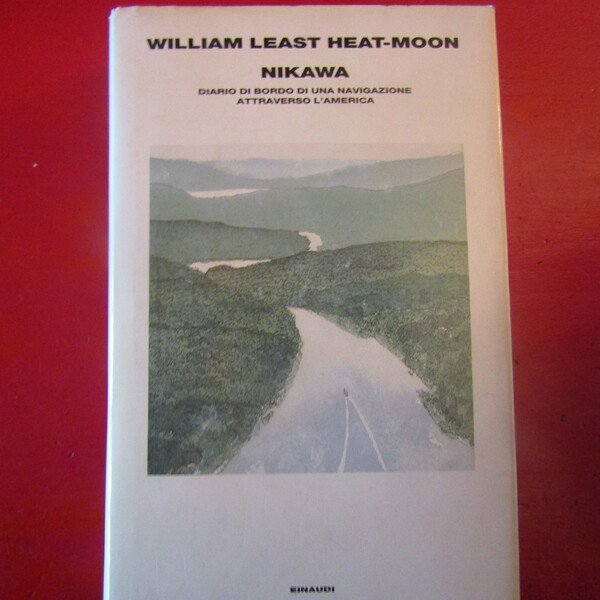 WILLIAM LEAST HEAT-MOON
NIKAWA
DIARIO DI BORDO DI UNA NAVIGAZIONE
ATTRAVERSO L'AMERICA
EINAUDI